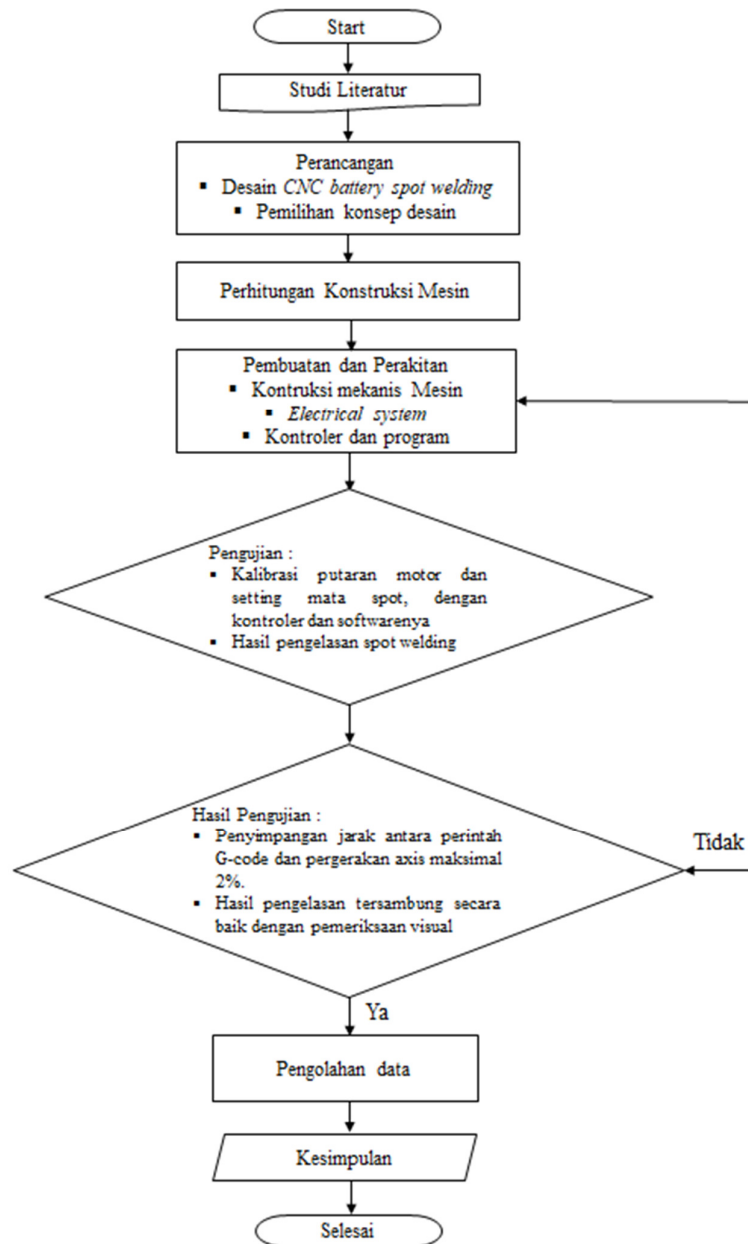 Start
Studi Literatur
Perancangan
▪ Desain CNC battery spot welding
▪ Pemilihan konsep desain
Perhitungan Konstruksi Mesin
Pembuatan dan Perakitan
▪ Kontruksi mekanis Mesin
▪ Electrical system
▪ Kontroler dan program
Pengujian :
▪ Kalibrasi putaran motor dan
setting mata spot, dengan
kontroler dan softwarenya
▪ Hasil pengelasan spot welding
Hasil Pengujian :
▪ Penyimpangan jarak antara perintah
G-code dan pergerakan axis maksimal
2%.
▪ Hasil pengelasan tersambung secara
baik dengan pemeriksaan visual
Tidak
Ya
Pengolahan data
Kesimpulan
Selesai